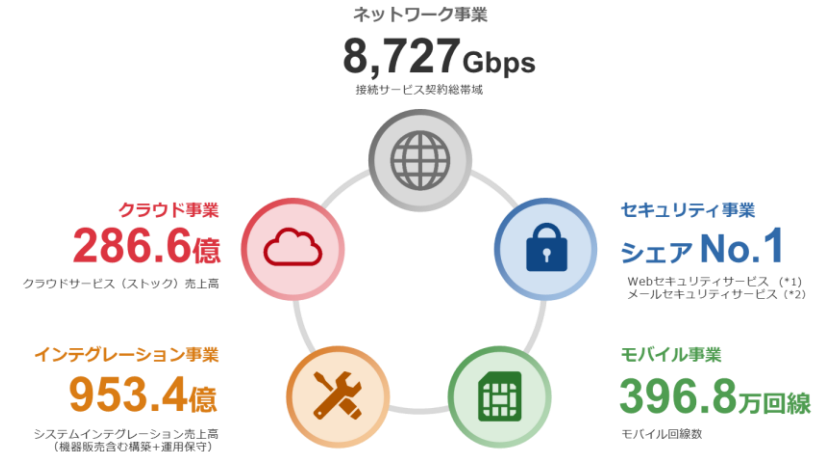 ネットワーク事業
8,727Gbps
接続サービス契約総帯域
クラウド事業
286.6億
クラウドサービス（ストック）売上高
セキュリティ事業
シェア No.1
Webセキュリティサービス (*1)
メールセキュリティサービス (*2)
インテグレーション事業
953.4億
システムインテグレーション売上高
（機器販売含む構築+運用保守）
モバイル事業
396.8万回線
モバイル回線数